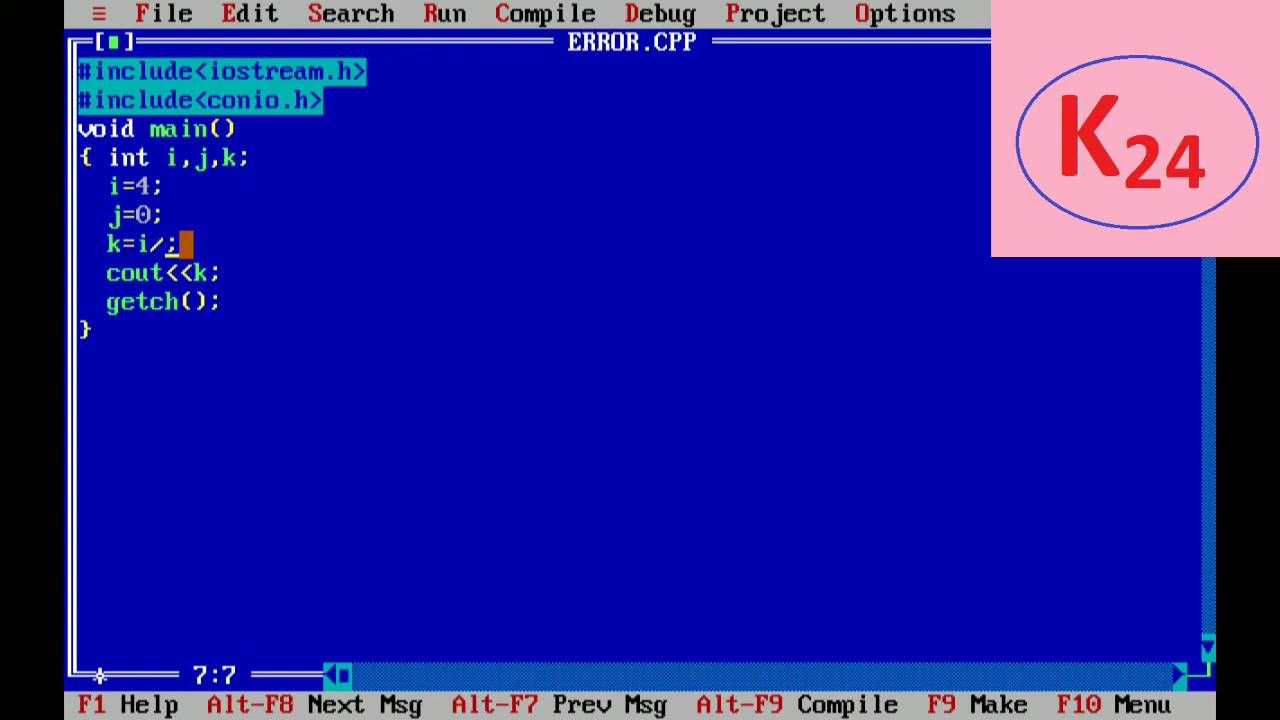 ≡ File Edit Search Run Compile Debug Project Options
[■] ERROR.CPP
K24
#include<iostream.h>
#include<conio.h>
void main()
{ int i,j,k;
i=4;
j=0;
k=i/;
cout<<k;
getch();
}
7:7
F1 Help Alt-F8 Next Msg Alt-F7 Prev Msg Alt-F9 Compile F9 Make F10 Menu